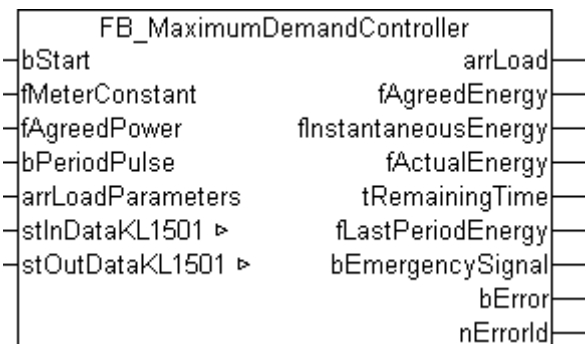 FB_MaximumDemandController
bStart arrLoad
fMeterConstant fAgreedEnergy
fAgreedPower fInstantaneousEnergy
bPeriodPulse fActualEnergy
arrLoadParameters tRemainingTime
stInDataKL1501 ▹ fLastPeriodEnergy
stOutDataKL1501 ▹ bEmergencySignal
bError
nErrorId